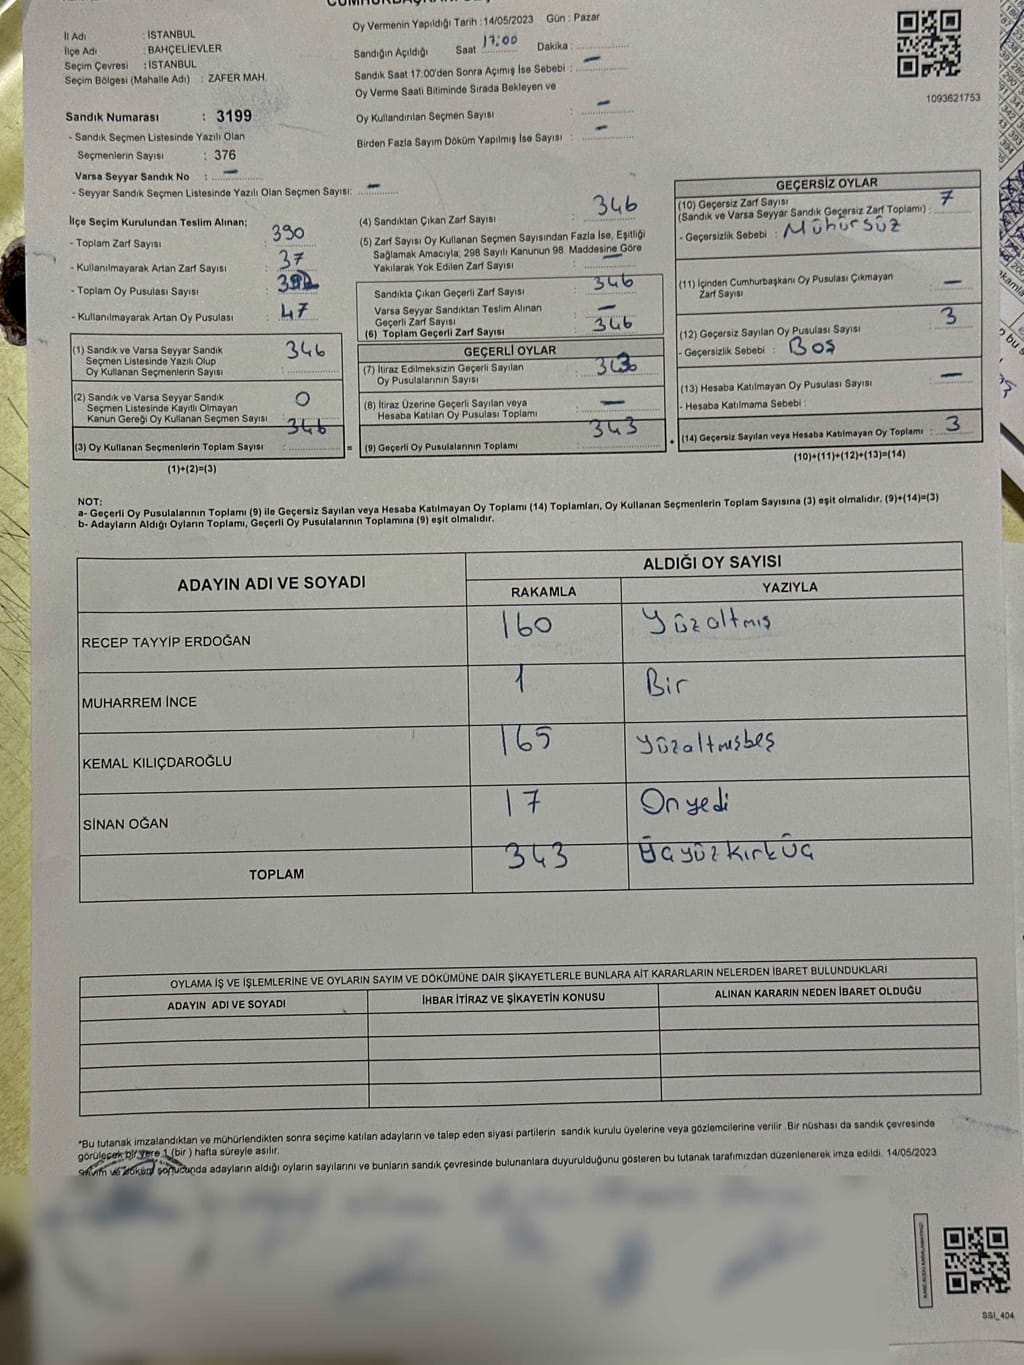 İl Adı : İSTANBUL
İlçe Adı : BAHÇELİEVLER
Seçim Çevresi : İSTANBUL
Seçim Bölgesi (Mahalle Adı) : ZAFER MAH.
Sandık Numarası : 3199
- Sandık Seçmen Listesinde Yazılı Olan
Seçmenlerin Sayısı : 376
Varsa Seyyar Sandık No : —
- Seyyar Sandık Seçmen Listesinde Yazılı Olan Seçmen Sayısı: —
Oy Vermenin Yapıldığı Tarih :14/05/2023 Gün : Pazar
Sandığın Açıldığı Saat 17:00 Dakika : —
Sandık Saat 17:00'den Sonra Açımış İse Sebebi : —
Oy Verme Saati Bitiminde Sırada Bekleyen ve
Oy Kullandırılan Seçmen Sayısı : —
Birden Fazla Sayım Döküm Yapılmış İse Sayısı : —
1093621753
İlçe Seçim Kurulundan Teslim Alınan;
- Toplam Zarf Sayısı : 390
- Kullanılmayarak Artan Zarf Sayısı : 37
- Toplam Oy Pusulası Sayısı :
- Kullanılmayarak Artan Oy Pusulası : 47
(1) Sandık ve Varsa Seyyar Sandık 346
Seçmen Listesinde Yazılı Olup
Oy Kullanan Seçmenlerin Sayısı :
(2) Sandık ve Varsa Seyyar Sandık 0
Seçmen Listesinde Kayıtlı Olmayan
Kanun Gereği Oy Kullanan Seçmen Sayısı :
(3) Oy Kullanan Seçmenlerin Toplam Sayısı : 346 =
(1)+(2)=(3)
(4) Sandıktan Çıkan Zarf Sayısı : 346
(5) Zarf Sayısı Oy Kullanan Seçmen Sayısından Fazla İse, Eşitliği
Sağlamak Amacıyla; 298 Sayılı Kanunun 98. Maddesine Göre
Yakılarak Yok Edilen Zarf Sayısı : —
Sandıkta Çıkan Geçerli Zarf Sayısı : 346
Varsa Seyyar Sandıktan Teslim Alınan
Geçerli Zarf Sayısı : —
(6) Toplam Geçerli Zarf Sayısı : 346
GEÇERLİ OYLAR
(7) İtiraz Edilmeksizin Geçerli Sayılan
Oy Pusulalarının Sayısı : 343
(8) İtiraz Üzerine Geçerli Sayılan veya
Hesaba Katılan Oy Pusulası Toplamı : —
(9) Geçerli Oy Pusulalarının Toplamı : 343 +
GEÇERSİZ OYLAR
(10) Geçersiz Zarf Sayısı
(Sandık ve Varsa Seyyar Sandık Geçersiz Zarf Toplamı) : 7
- Geçersizlik Sebebi : Mühürsüz
(11) İçinden Cumhurbaşkanı Oy Pusulası Çıkmayan
Zarf Sayısı : —
(12) Geçersiz Sayılan Oy Pusulası Sayısı : 3
- Geçersizlik Sebebi : Boş
(13) Hesaba Katılmayan Oy Pusulası Sayısı : —
- Hesaba Katılmama Sebebi :
(14) Geçersiz Sayılan veya Hesaba Katılmayan Oy Toplamı : 3
(10)+(11)+(12)+(13)=(14)
NOT:
a- Geçerli Oy Pusulalarının Toplamı (9) ile Geçersiz Sayılan veya Hesaba Katılmayan Oy Toplamı (14) Toplamları, Oy Kullanan Seçmenlerin Toplam Sayısına (3) eşit olmalıdır. (9)+(14)=(3)
b- Adayların Aldığı Oyların Toplamı, Geçerli Oy Pusulalarının Toplamına (9) eşit olmalıdır.
ADAYIN ADI VE SOYADI ALDIĞI OY SAYISI
RAKAMLA YAZIYLA
RECEP TAYYİP ERDOĞAN 160 Yüzaltmış
MUHARREM İNCE 1 Bir
KEMAL KILIÇDAROĞLU 165 Yüzaltmışbeş
SİNAN OĞAN 17 Onyedi
TOPLAM 343 Üçyüzkırküç
OYLAMA İŞ VE İŞLEMLERİNE VE OYLARIN SAYIM VE DÖKÜMÜNE DAİR ŞİKAYETLERLE BUNLARA AİT KARARLARIN NELERDEN İBARET BULUNDUKLARI
ADAYIN ADI VE SOYADI İHBAR İTİRAZ VE ŞİKAYETİN KONUSU ALINAN KARARIN NEDEN İBARET OLDUĞU
*Bu tutanak imzalandıktan ve mühürlendikten sonra seçime katılan adayların ve talep eden siyasi partilerin sandık kurulu üyelerine veya gözlemcilerine verilir .Bir nüshası da sandık çevresinde
görülecek bir yere 1 (bir ) hafta süreyle asılır.
Sayım ve döküm sonucunda adayların aldığı oyların sayılarını ve bunların sandık çevresinde bulunanlara duyurulduğunu gösteren bu tutanak tarafımızdan düzenlenerek imza edildi. 14/05/2023
SSI_404